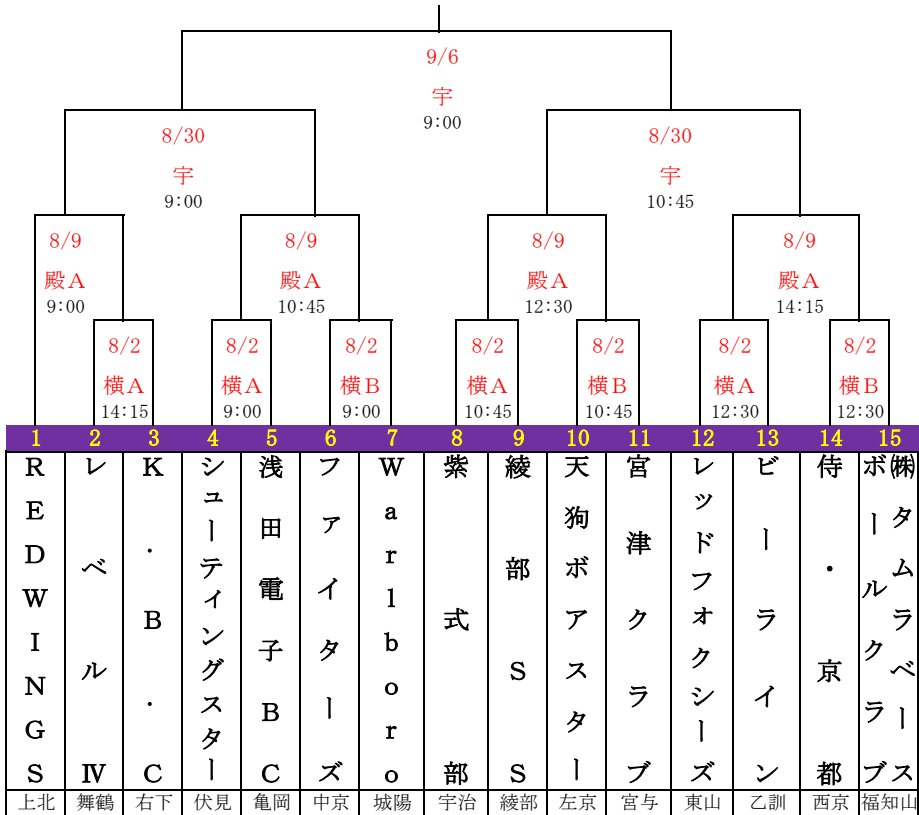 9/6
宇
9:00
8/30
宇
9:00
8/30
宇
10:45
8/9
殿A
9:00
8/9
殿A
10:45
8/9
殿A
12:30
8/9
殿A
14:15
8/2
横A
14:15
8/2
横A
9:00
8/2
横B
9:00
8/2
横A
10:45
8/2
横B
10:45
8/2
横A
12:30
8/2
横B
12:30
1 2 3 4 5 6 7 8 9 10 11 12 13 14 15
REDWINGS
レベルⅣ
K.B.C
シューティングスター
浅田電子BC
ファイターズ
Warlboro
紫式部
綾部SS
天狗ボアスター
宮津クラブ
レッドフォクシーズ
ビーライン
侍・京都
㈱タムラベース
ボールクラブ
上北 舞鶴 右下 伏見 亀岡 中京 城陽 宇治 綾部 左京 宮与 東山 乙訓 西京 福知山